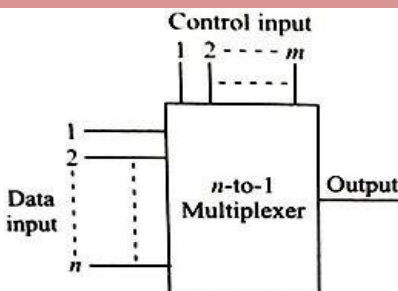 Control input
1 2 m
1
2
Data
input
n
n-to-1
Multiplexer
Output